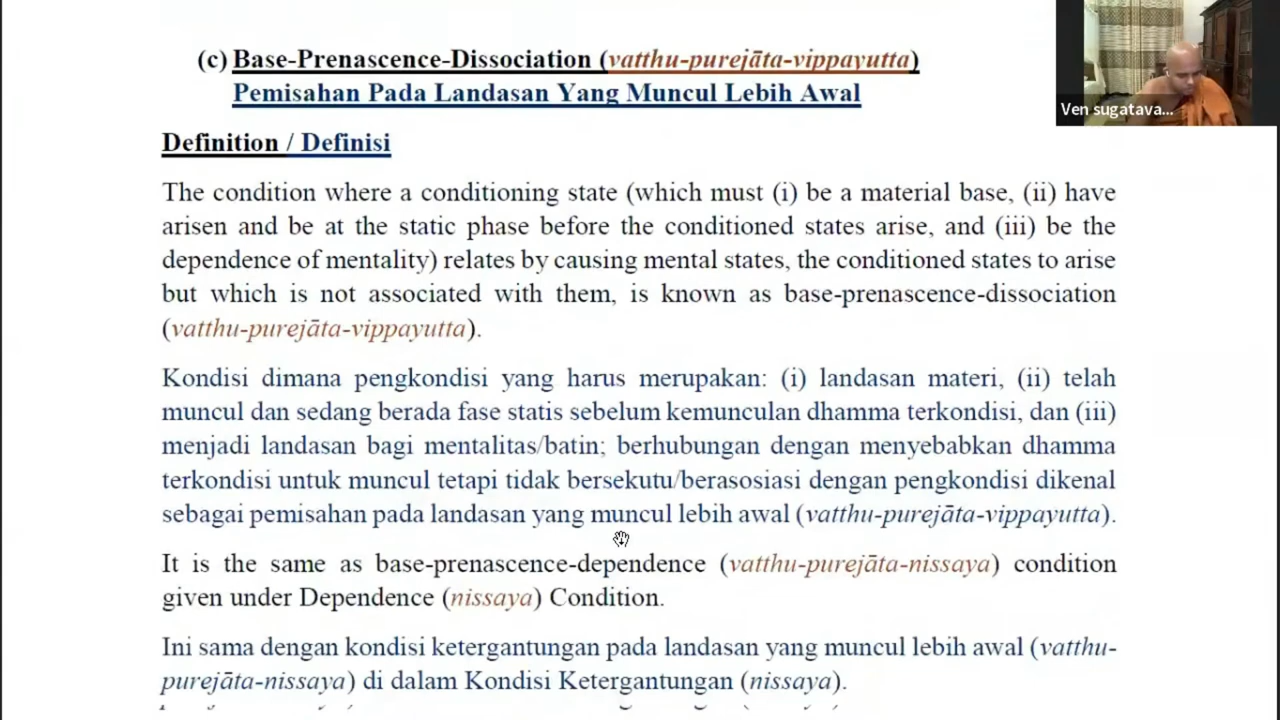 (c) Base-Prenascence-Dissociation (vatthu-purejāta-vippayutta)
Pemisahan Pada Landasan Yang Muncul Lebih Awal
Ven sugatava...
Definition / Definisi
The condition where a conditioning state (which must (i) be a material base, (ii) have
arisen and be at the static phase before the conditioned states arise, and (iii) be the
dependence of mentality) relates by causing mental states, the conditioned states to arise
but which is not associated with them, is known as base-prenascence-dissociation
(vatthu-purejāta-vippayutta).
Kondisi dimana pengkondisi yang harus merupakan: (i) landasan materi, (ii) telah
muncul dan sedang berada fase statis sebelum kemunculan dhamma terkondisi, dan (iii)
menjadi landasan bagi mentalitas/batin; berhubungan dengan menyebabkan dhamma
terkondisi untuk muncul tetapi tidak bersekutu/berasosiasi dengan pengkondisi dikenal
sebagai pemisahan pada landasan yang muncul lebih awal (vatthu-purejāta-vippayutta).
It is the same as base-prenascence-dependence (vatthu-purejāta-nissaya) condition
given under Dependence (nissaya) Condition.
Ini sama dengan kondisi ketergantungan pada landasan yang muncul lebih awal (vatthu-
purejāta-nissaya) di dalam Kondisi Ketergantungan (nissaya).